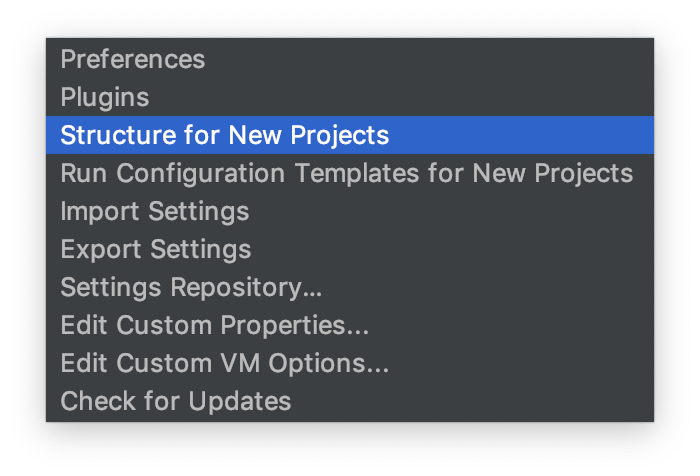 Preferences
Plugins
Structure for New Projects
Run Configuration Templates for New Projects
Import Settings
Export Settings
Settings Repository...
Edit Custom Properties...
Edit Custom VM Options...
Check for Updates